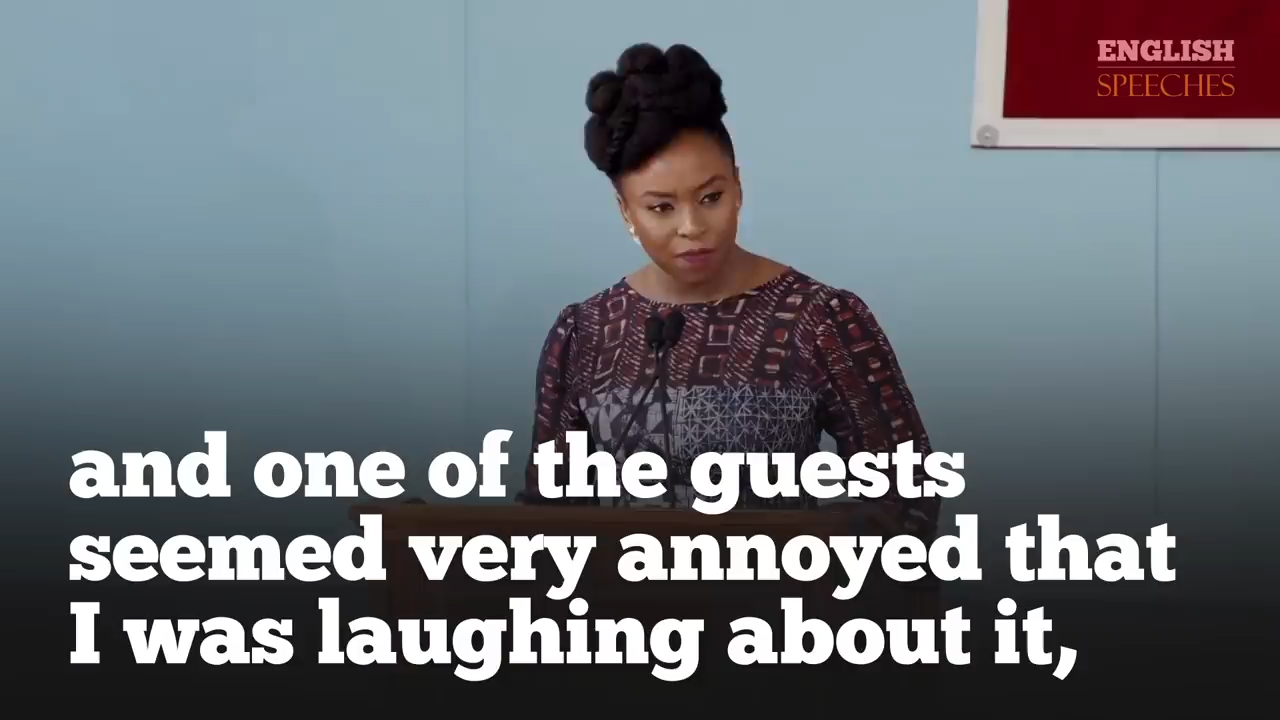 ENGLISH
SPEECHES
and one of the guests
seemed very annoyed that
I was laughing about it,